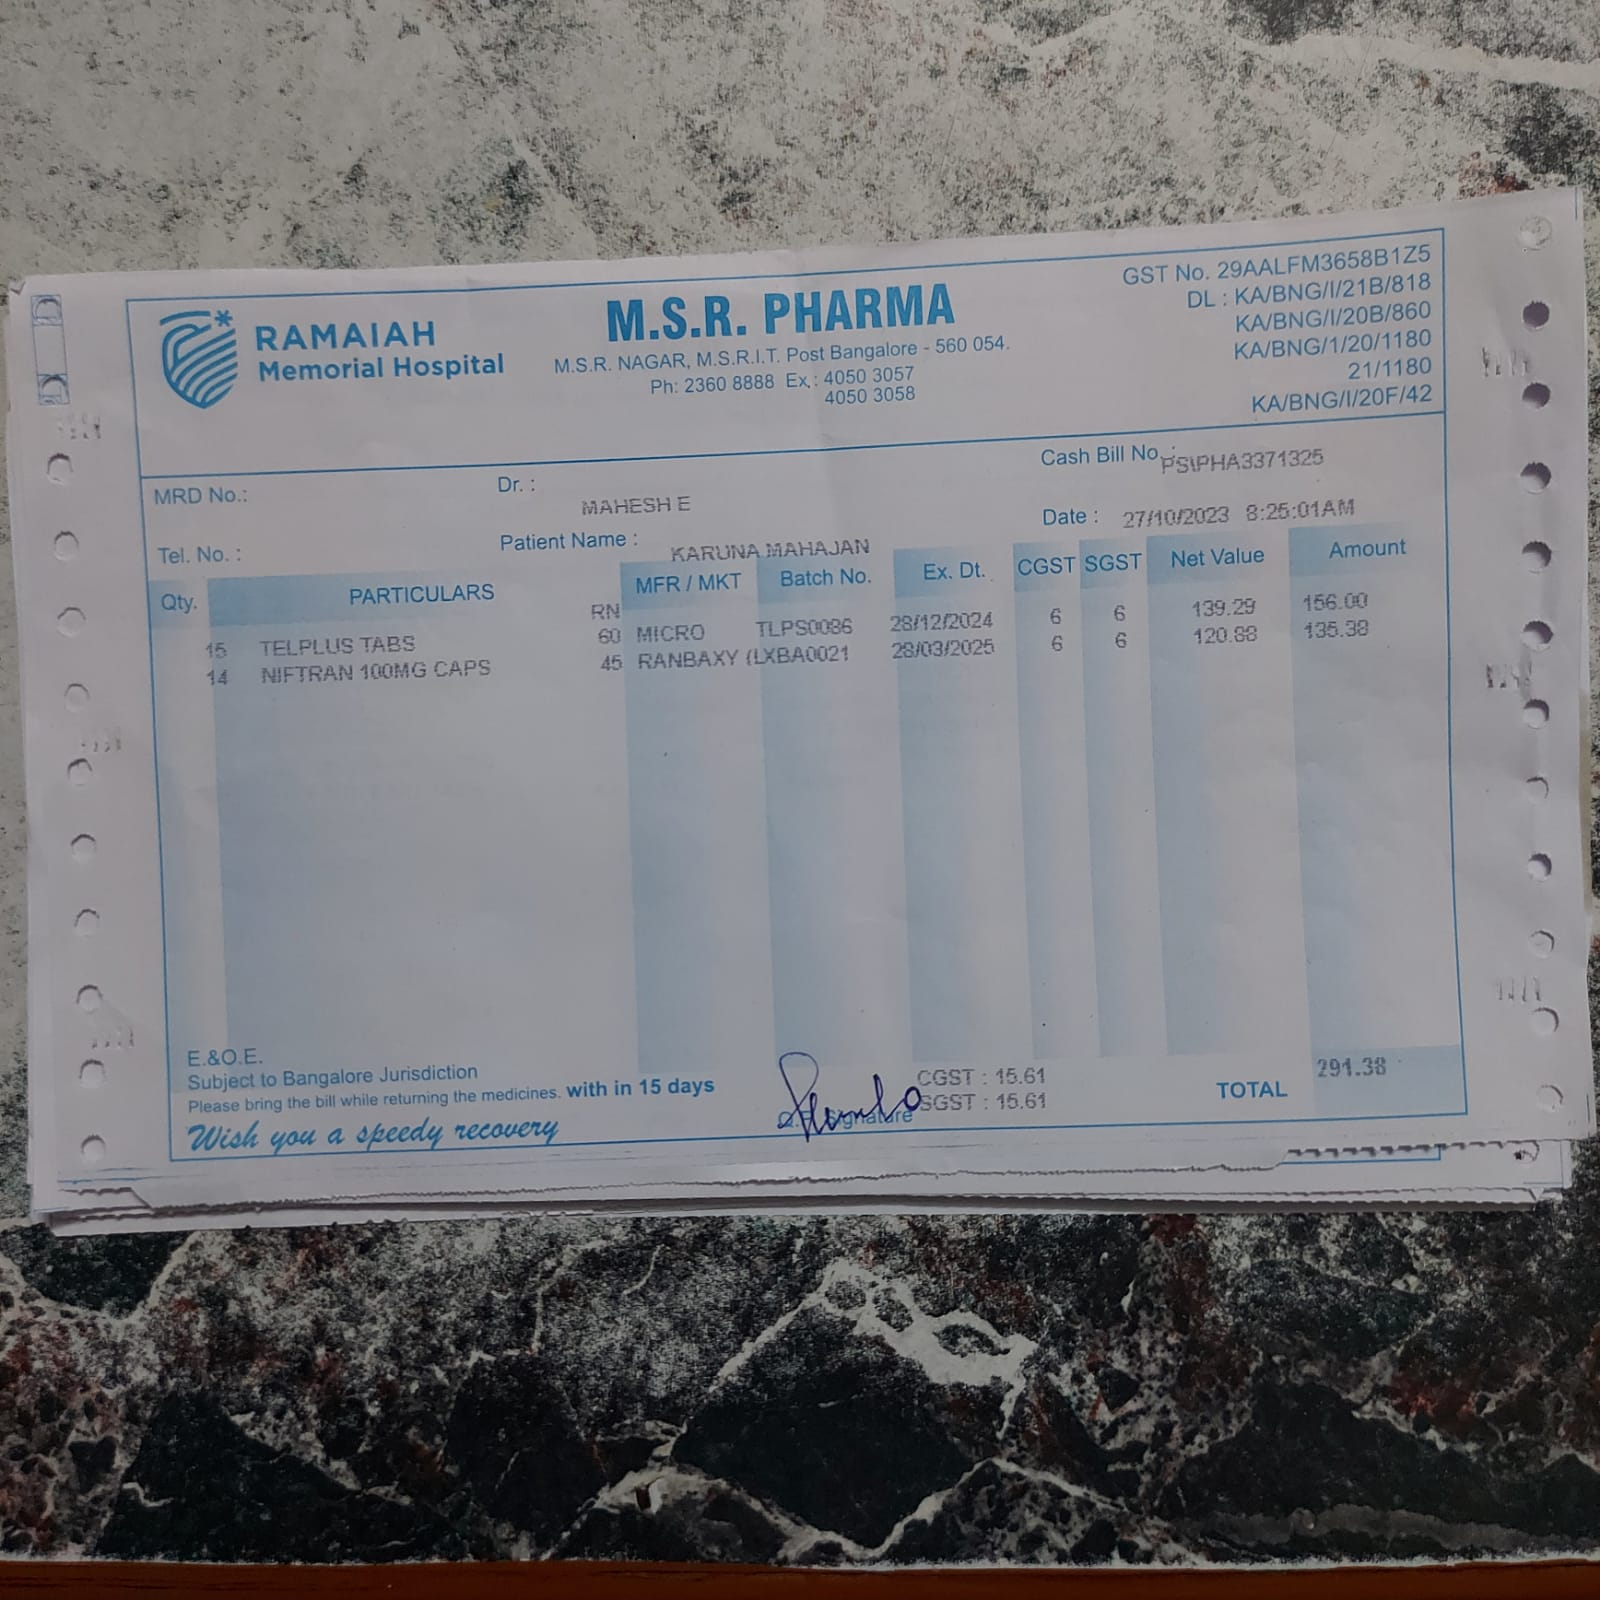 RAMAIAH
Memorial Hospital
M.S.R. PHARMA
M.S.R. NAGAR, M.S.R.I.T. Post Bangalore - 560 054.
Ph: 2360 8888 Ex.: 4050 3057
4050 3058
GST No. 29AALFM3658B1Z5
DL : KA/BNG/I/21B/818
KA/BNG/I/20B/860
KA/BNG/1/20/1180
21/1180
KA/BNG/I/20F/42
MRD No.: Dr. : MAHESH E Cash Bill No. : PSIPHA3371325
Tel. No. : Patient Name : KARUNA MAHAJAN Date : 27/10/2023 8:25:01AM
Qty. PARTICULARS RN MFR / MKT Batch No. Ex. Dt. CGST SGST Net Value Amount
15 TELPLUS TABS 60 MICRO TLPS0086 28/12/2024 6 6 139.29 156.00
14 NIFTRAN 100MG CAPS 45 RANBAXY (LXBA0021 28/03/2025 6 6 120.88 135.38
E.&O.E.
Subject to Bangalore Jurisdiction
Please bring the bill while returning the medicines. with in 15 days
Wish you a speedy recovery
Signature
CGST : 15.61
SGST : 15.61
TOTAL 291.38